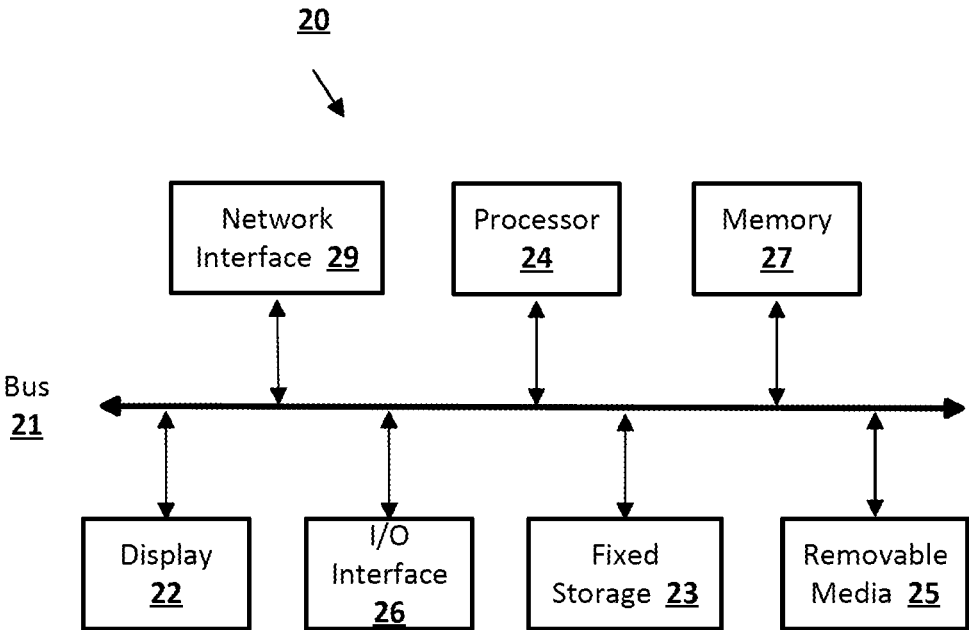 20
Network
Interface 29
Processor
24
Memory
27
Bus
21
Display
22
I/O
Interface
26
Fixed
Storage 23
Removable
Media 25